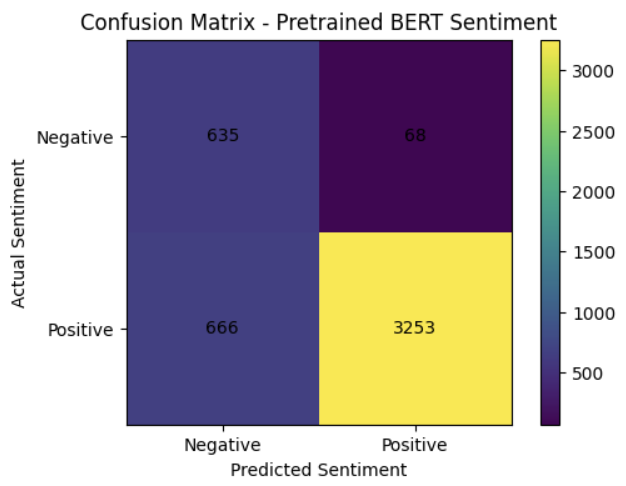 Confusion Matrix - Pretrained BERT Sentiment
Negative
635
68
Positive
666
3253
Negative
Positive
Predicted Sentiment
Actual Sentiment
3000
2500
2000
1500
1000
500